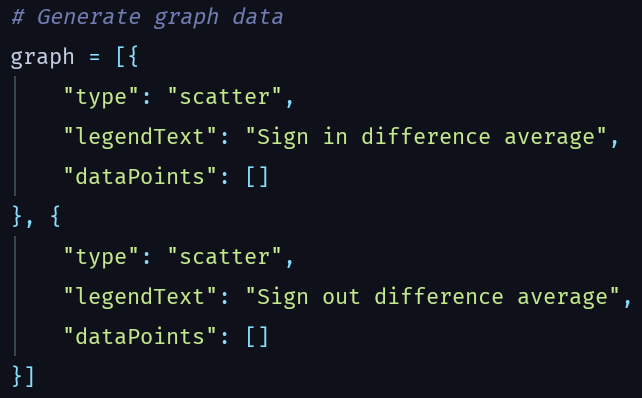 # Generate graph data
graph = [{
    "type": "scatter",
    "legendText": "Sign in difference average",
    "dataPoints": []
}, {
    "type": "scatter",
    "legendText": "Sign out difference average",
    "dataPoints": []
}]